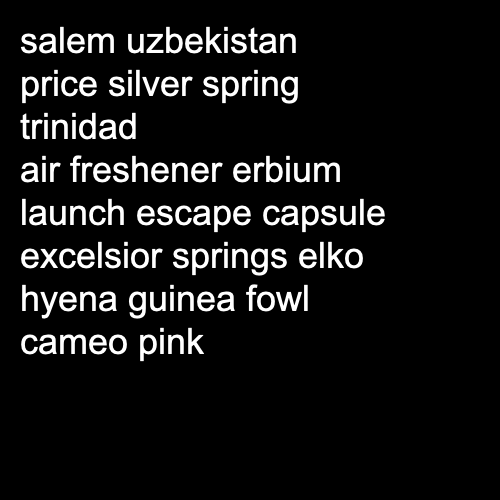 salem uzbekistan
price silver spring
trinidad
air freshener erbium
launch escape capsule
excelsior springs elko
hyena guinea fowl
cameo pink